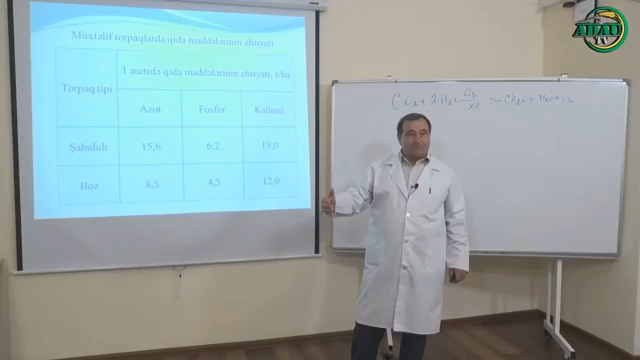 Müxtəlif torpaqlarda qida maddələrinin ehtiyatı
Torpaq tipi
1 metrdə qida maddələrinin ehtiyatı, t/ha
Azot Fosfor Kalium
Şabalıdı 15,6 6,2 18,0
Boz 8,5 4,5 12,0
ADAU
TV